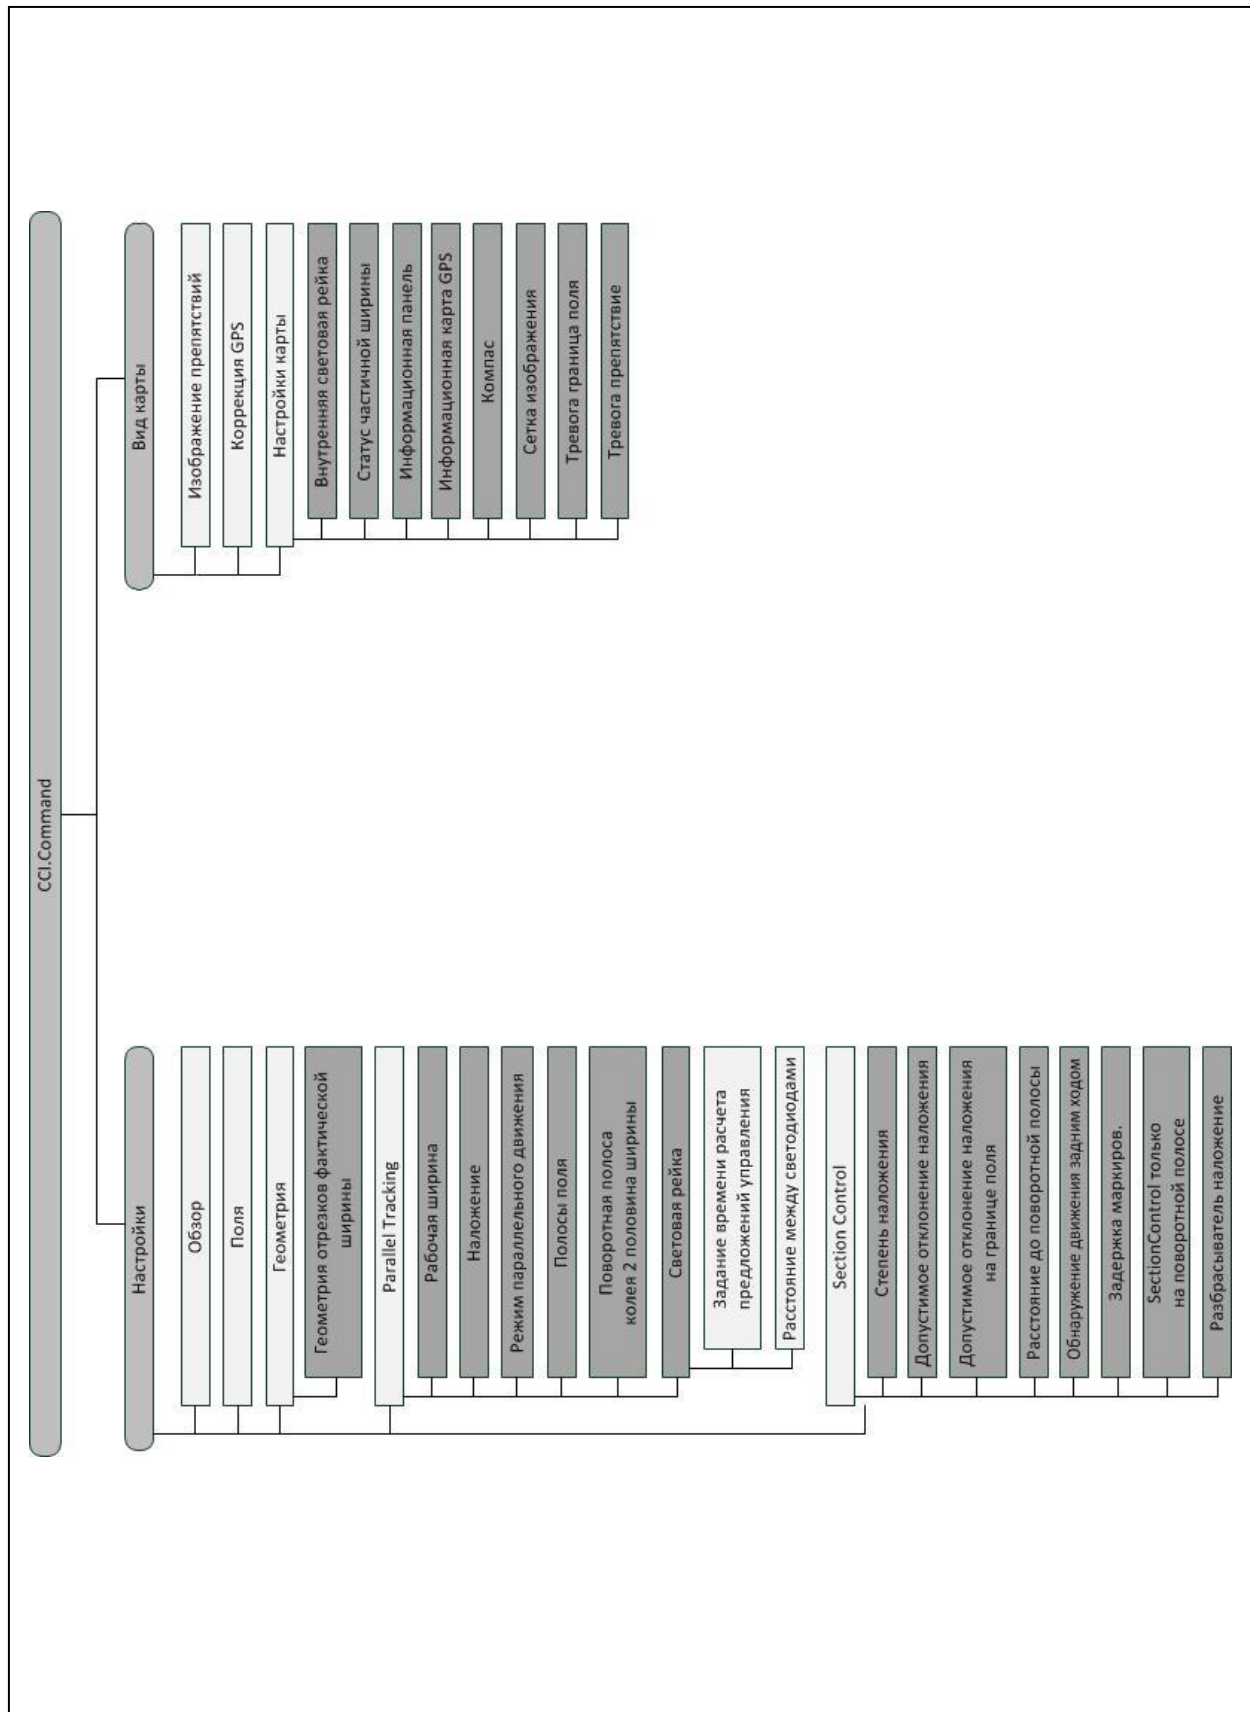 CCI.Command
Настройки
Обзор
Поля
Геометрия
Геометрия отрезков фактической
ширины
Parallel Tracking
Рабочая ширина
Наложение
Режим параллельного движения
Полосы поля
Поворотная полоса
колея 2 половина ширины
Световая рейка
Задание времени расчета
предложений управления
Расстояние между светодиодами
Section Control
Степень наложения
Допустимое отклонение наложения
Допустимое отклонение наложения
на границе поля
Расстояние до поворотной полосы
Обнаружение движения задним ходом
Задержка маркиров.
SectionControl только
на поворотной полосе
Разбрасыватель наложение
Вид карты
Изображение препятствий
Коррекция GPS
Настройки карты
Внутренняя световая рейка
Статус частичной ширины
Информационная панель
Информационная карта GPS
Компас
Сетка изображения
Тревога граница поля
Тревога препятствие